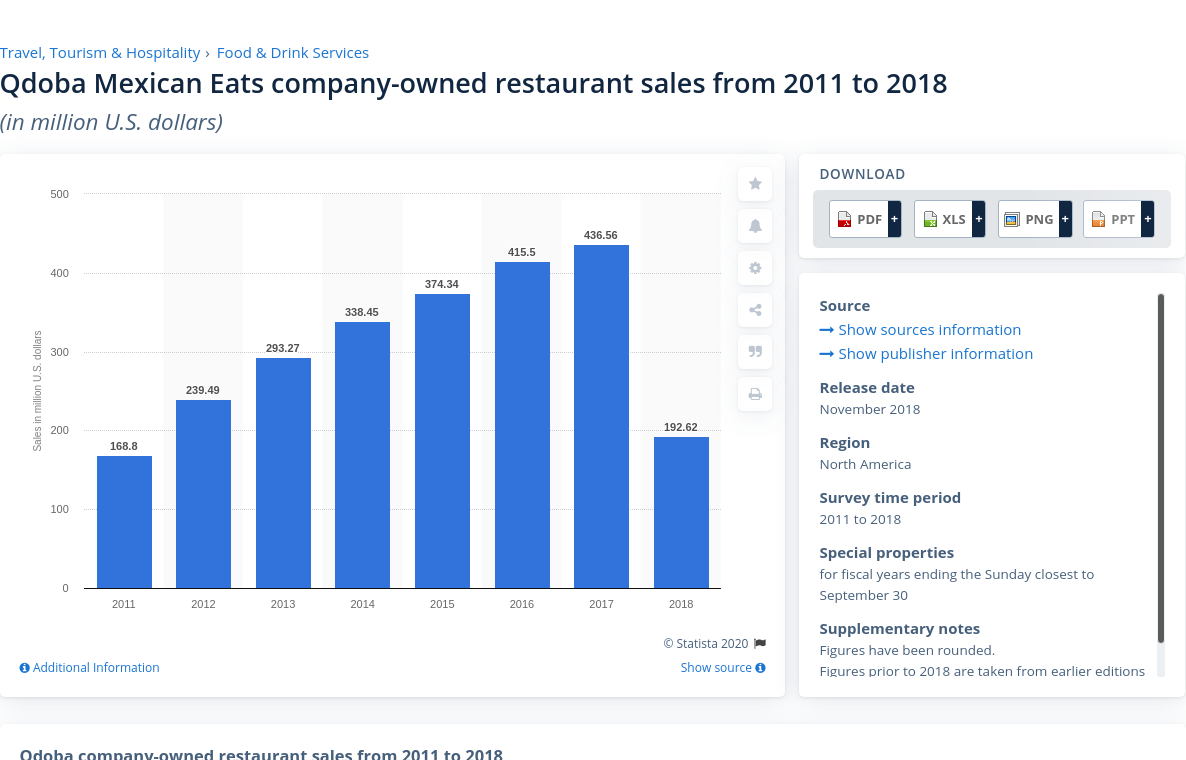 Travel, Tourism & Hospitality › Food & Drink Services
Qdoba Mexican Eats company-owned restaurant sales from 2011 to 2018
(in million U.S. dollars)
500
400
300
200
100
0
Sales in million U.S. dollars
168.8
239.49
293.27
338.45
374.34
415.5
436.56
192.62
2011 2012 2013 2014 2015 2016 2017 2018
© Statista 2020
Additional Information
Show source
DOWNLOAD
PDF + XLS + PNG + PPT +
Source
Show sources information
Show publisher information
Release date
November 2018
Region
North America
Survey time period
2011 to 2018
Special properties
for fiscal years ending the Sunday closest to
September 30
Supplementary notes
Figures have been rounded.
Figures prior to 2018 are taken from earlier editions
Qdoba company-owned restaurant sales from 2011 to 2018